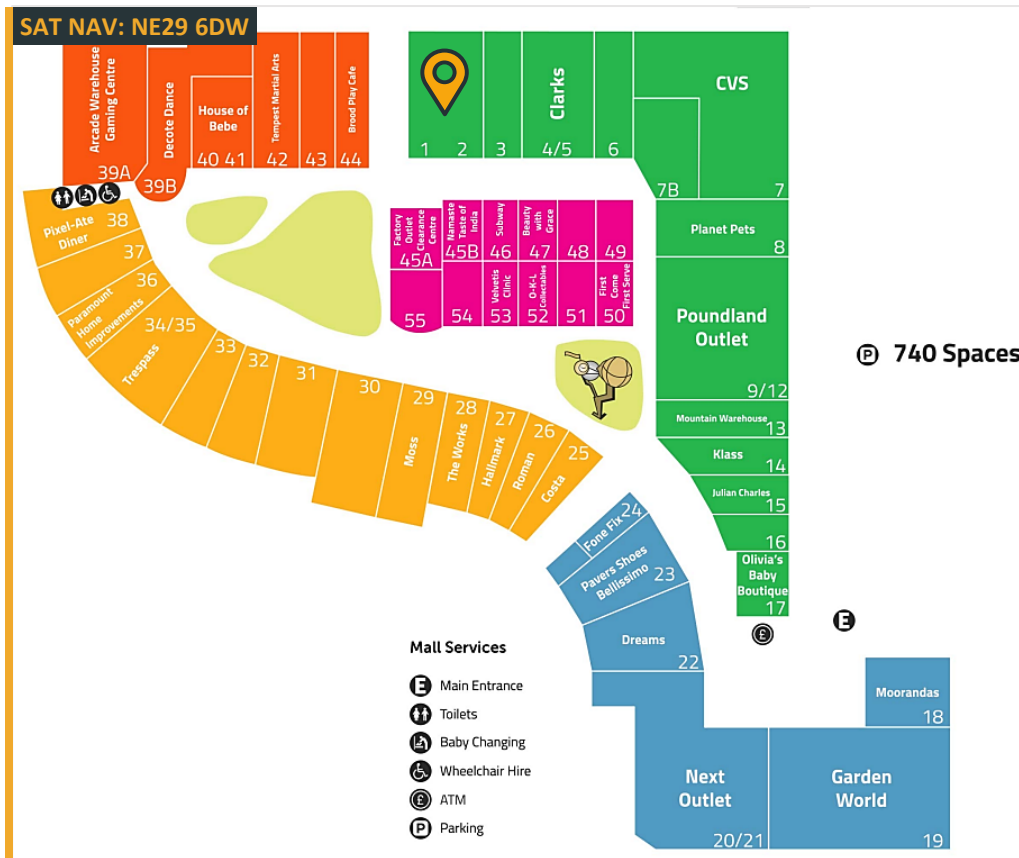 SAT NAV: NE29 6DW
Arcade Warehouse
Gaming Centre
39A
Decote Dance
39B
House of
Bebe
40 41
Tempest Martial Arts
42
43
Brood Play Cafe
44
1
2
3
Clarks
4/5
6
7B
CVS
7
Planet Pets
8
Poundland
Outlet
9/12
Mountain Warehouse
13
Klass
14
Julian Charles
15
16
Olivia's
Baby
Boutique
17
Factory
Outlet
Clearance
Centre
45A
Namaste
Taste of
India
45B
Subway
46
Beauty
with
Grace
47
48
49
55
54
Velvetis
Clinic
53
O-K-L
Collectables
52
51
First
Come
First Serve
50
P 740 Spaces
Pixel-Ate
Diner
38
37
Paramount
Home
Improvements
36
Trespass
34/35
33
32
31
30
Moss
29
The Works
28
Hallmark
27
Roman
26
Costa
25
Fone Fix
24
Pavers Shoes
Bellissimo
23
Dreams
22
£
E
Moorandas
18
Next
Outlet
20/21
Garden
World
19
Mall Services
E Main Entrance
Toilets
Baby Changing
Wheelchair Hire
£ ATM
P Parking